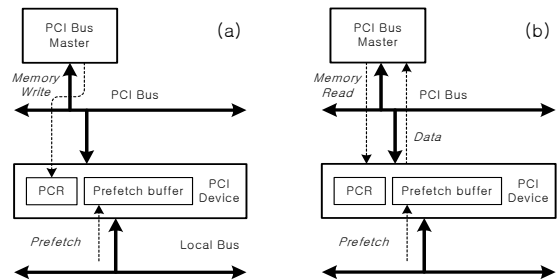 PCI Bus
Master
(a)
Memory
Write
PCI Bus
PCR
Prefetch buffer
PCI
Device
Prefetch
Local Bus
PCI Bus
Master
(b)
Memory
Read
PCI Bus
Data
PCR
Prefetch buffer
PCI
Device
Prefetch